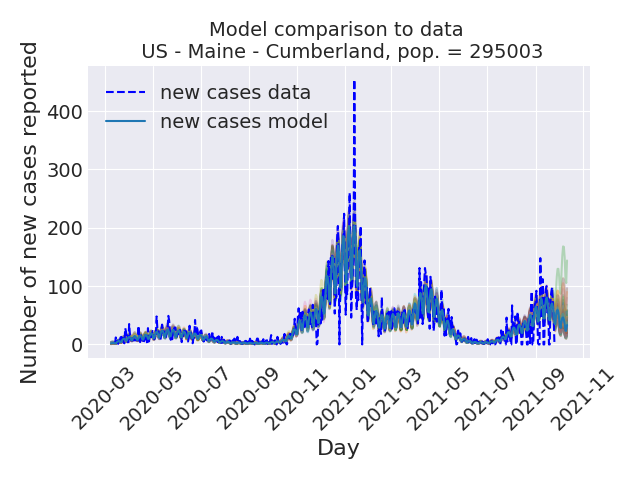 Model comparison to data
US - Maine - Cumberland, pop. = 295003
Number of new cases reported
new cases data
new cases model
400
300
200
100
0
2020-03
2020-05
2020-07
2020-09
2020-11
2021-01
2021-03
2021-05
2021-07
2021-09
2021-11
Day